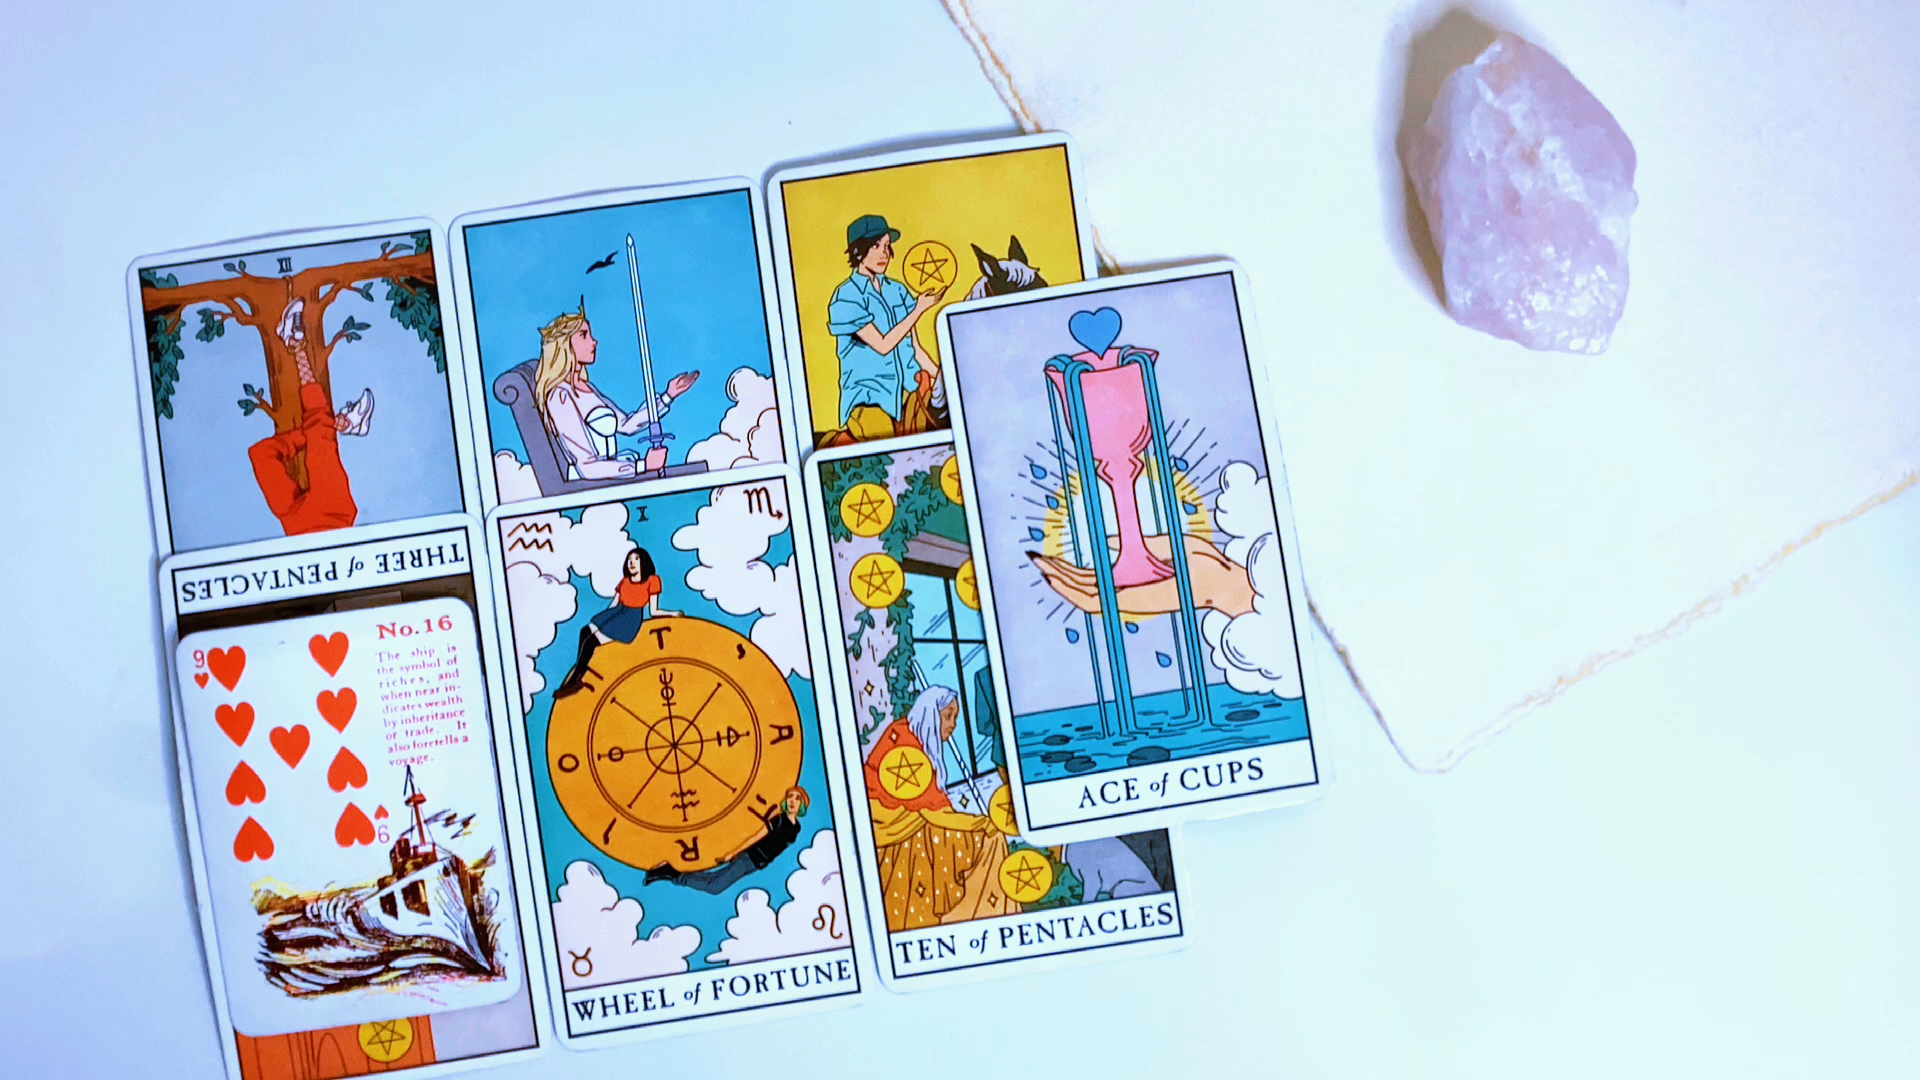 THREE of PENTACLES
9
No.16
The ship is
the symbol of
riches, and
when near in-
dicates wealth
by inheritance
or trade. It
also foretells a
voyage.
9
T
A
R
O
WHEEL of FORTUNE
TEN of PENTACLES
ACE of CUPS